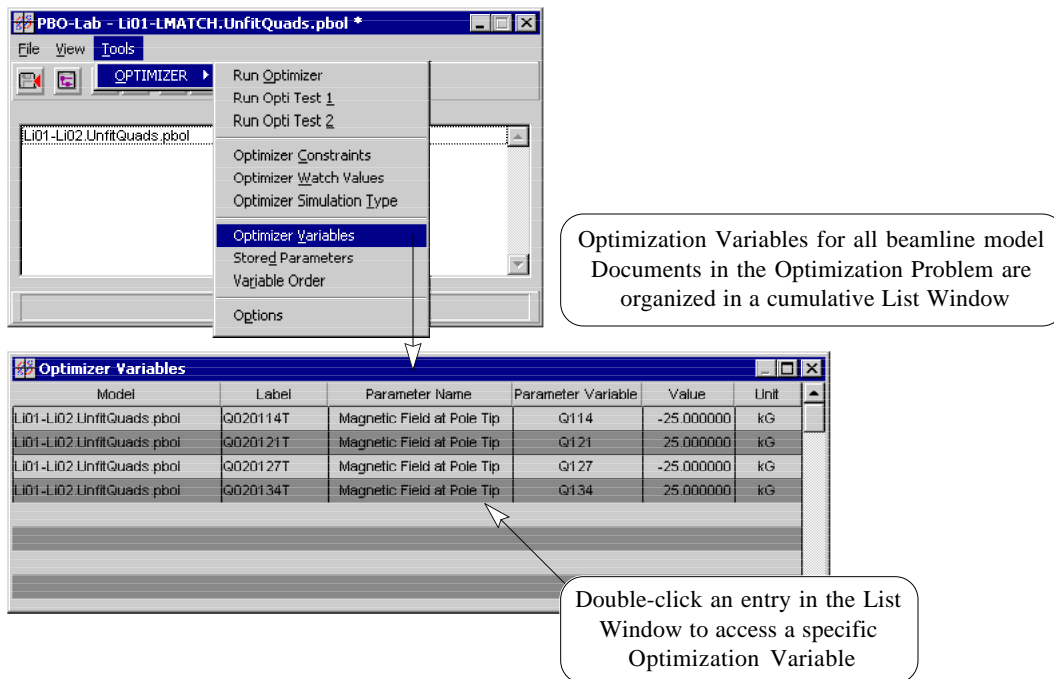 PBO-Lab - Li01-LMATCH.UnfitQuads.pbol *
File View Tools
OPTIMIZER
Run Optimizer
Run Opti Test 1
Run Opti Test 2
Optimizer Constraints
Optimizer Watch Values
Optimizer Simulation Type
Optimizer Variables
Stored Parameters
Variable Order
Options
Li01-Li02.UnfitQuads.pbol
Optimization Variables for all beamline model
Documents in the Optimization Problem are
organized in a cumulative List Window
Optimizer Variables
Model Label Parameter Name Parameter Variable Value Unit
Li01-Li02.UnfitQuads.pbol Q020114T Magnetic Field at Pole Tip Q114 -25.000000 kG
Li01-Li02.UnfitQuads.pbol Q020121T Magnetic Field at Pole Tip Q121 25.000000 kG
Li01-Li02.UnfitQuads.pbol Q020127T Magnetic Field at Pole Tip Q127 -25.000000 kG
Li01-Li02.UnfitQuads.pbol Q020134T Magnetic Field at Pole Tip Q134 25.000000 kG
Double-click an entry in the List
Window to access a specific
Optimization Variable